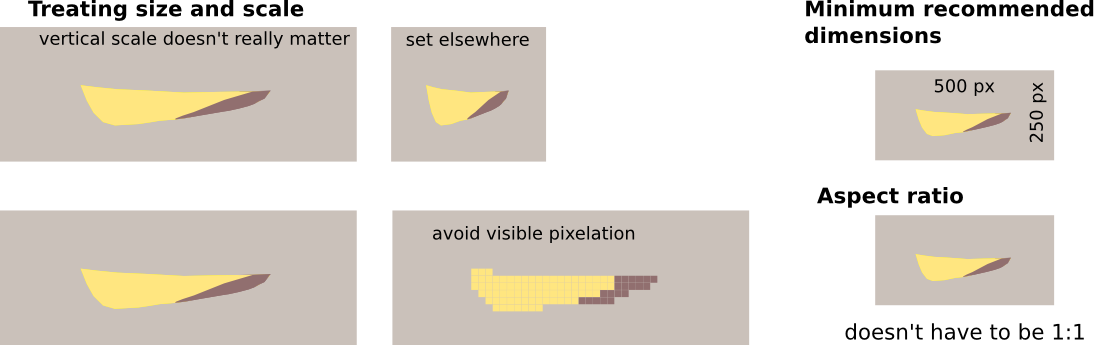 Treating size and scale
vertical scale doesn't really matter
set elsewhere
avoid visible pixelation
Minimum recommended
dimensions
500 px
250 px
Aspect ratio
doesn't have to be 1:1